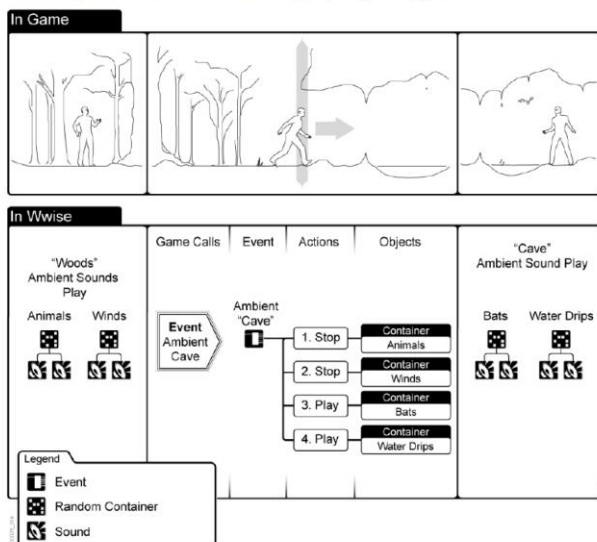 In Game
In Wwise
"Woods"
Ambient Sounds
Play
Animals
Winds
Game Calls
Event
Actions
Objects
Event
Ambient
Cave
Ambient
"Cave"
1. Stop
Container
Animals
2. Stop
Container
Winds
3. Play
Container
Bats
4. Play
Container
Water Drips
"Cave"
Ambient Sound Play
Bats
Water Drips
Legend
Event
Random Container
Sound